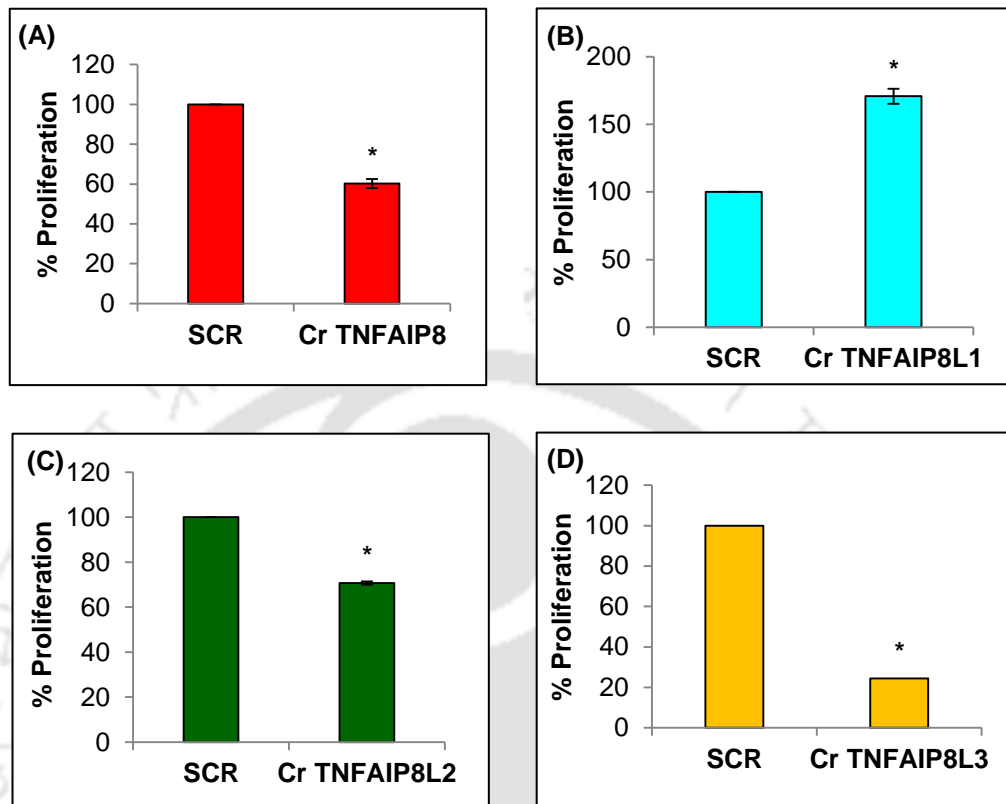 (A)
120
100
80
60
40
20
0
% Proliferation
*
SCR Cr TNFAIP8
(B)
200
150
100
50
0
% Proliferation
*
SCR Cr TNFAIP8L1
(C)
120
100
80
60
40
20
0
% Proliferation
*
SCR Cr TNFAIP8L2
(D)
120
100
80
60
40
20
0
% Proliferation
*
SCR Cr TNFAIP8L3